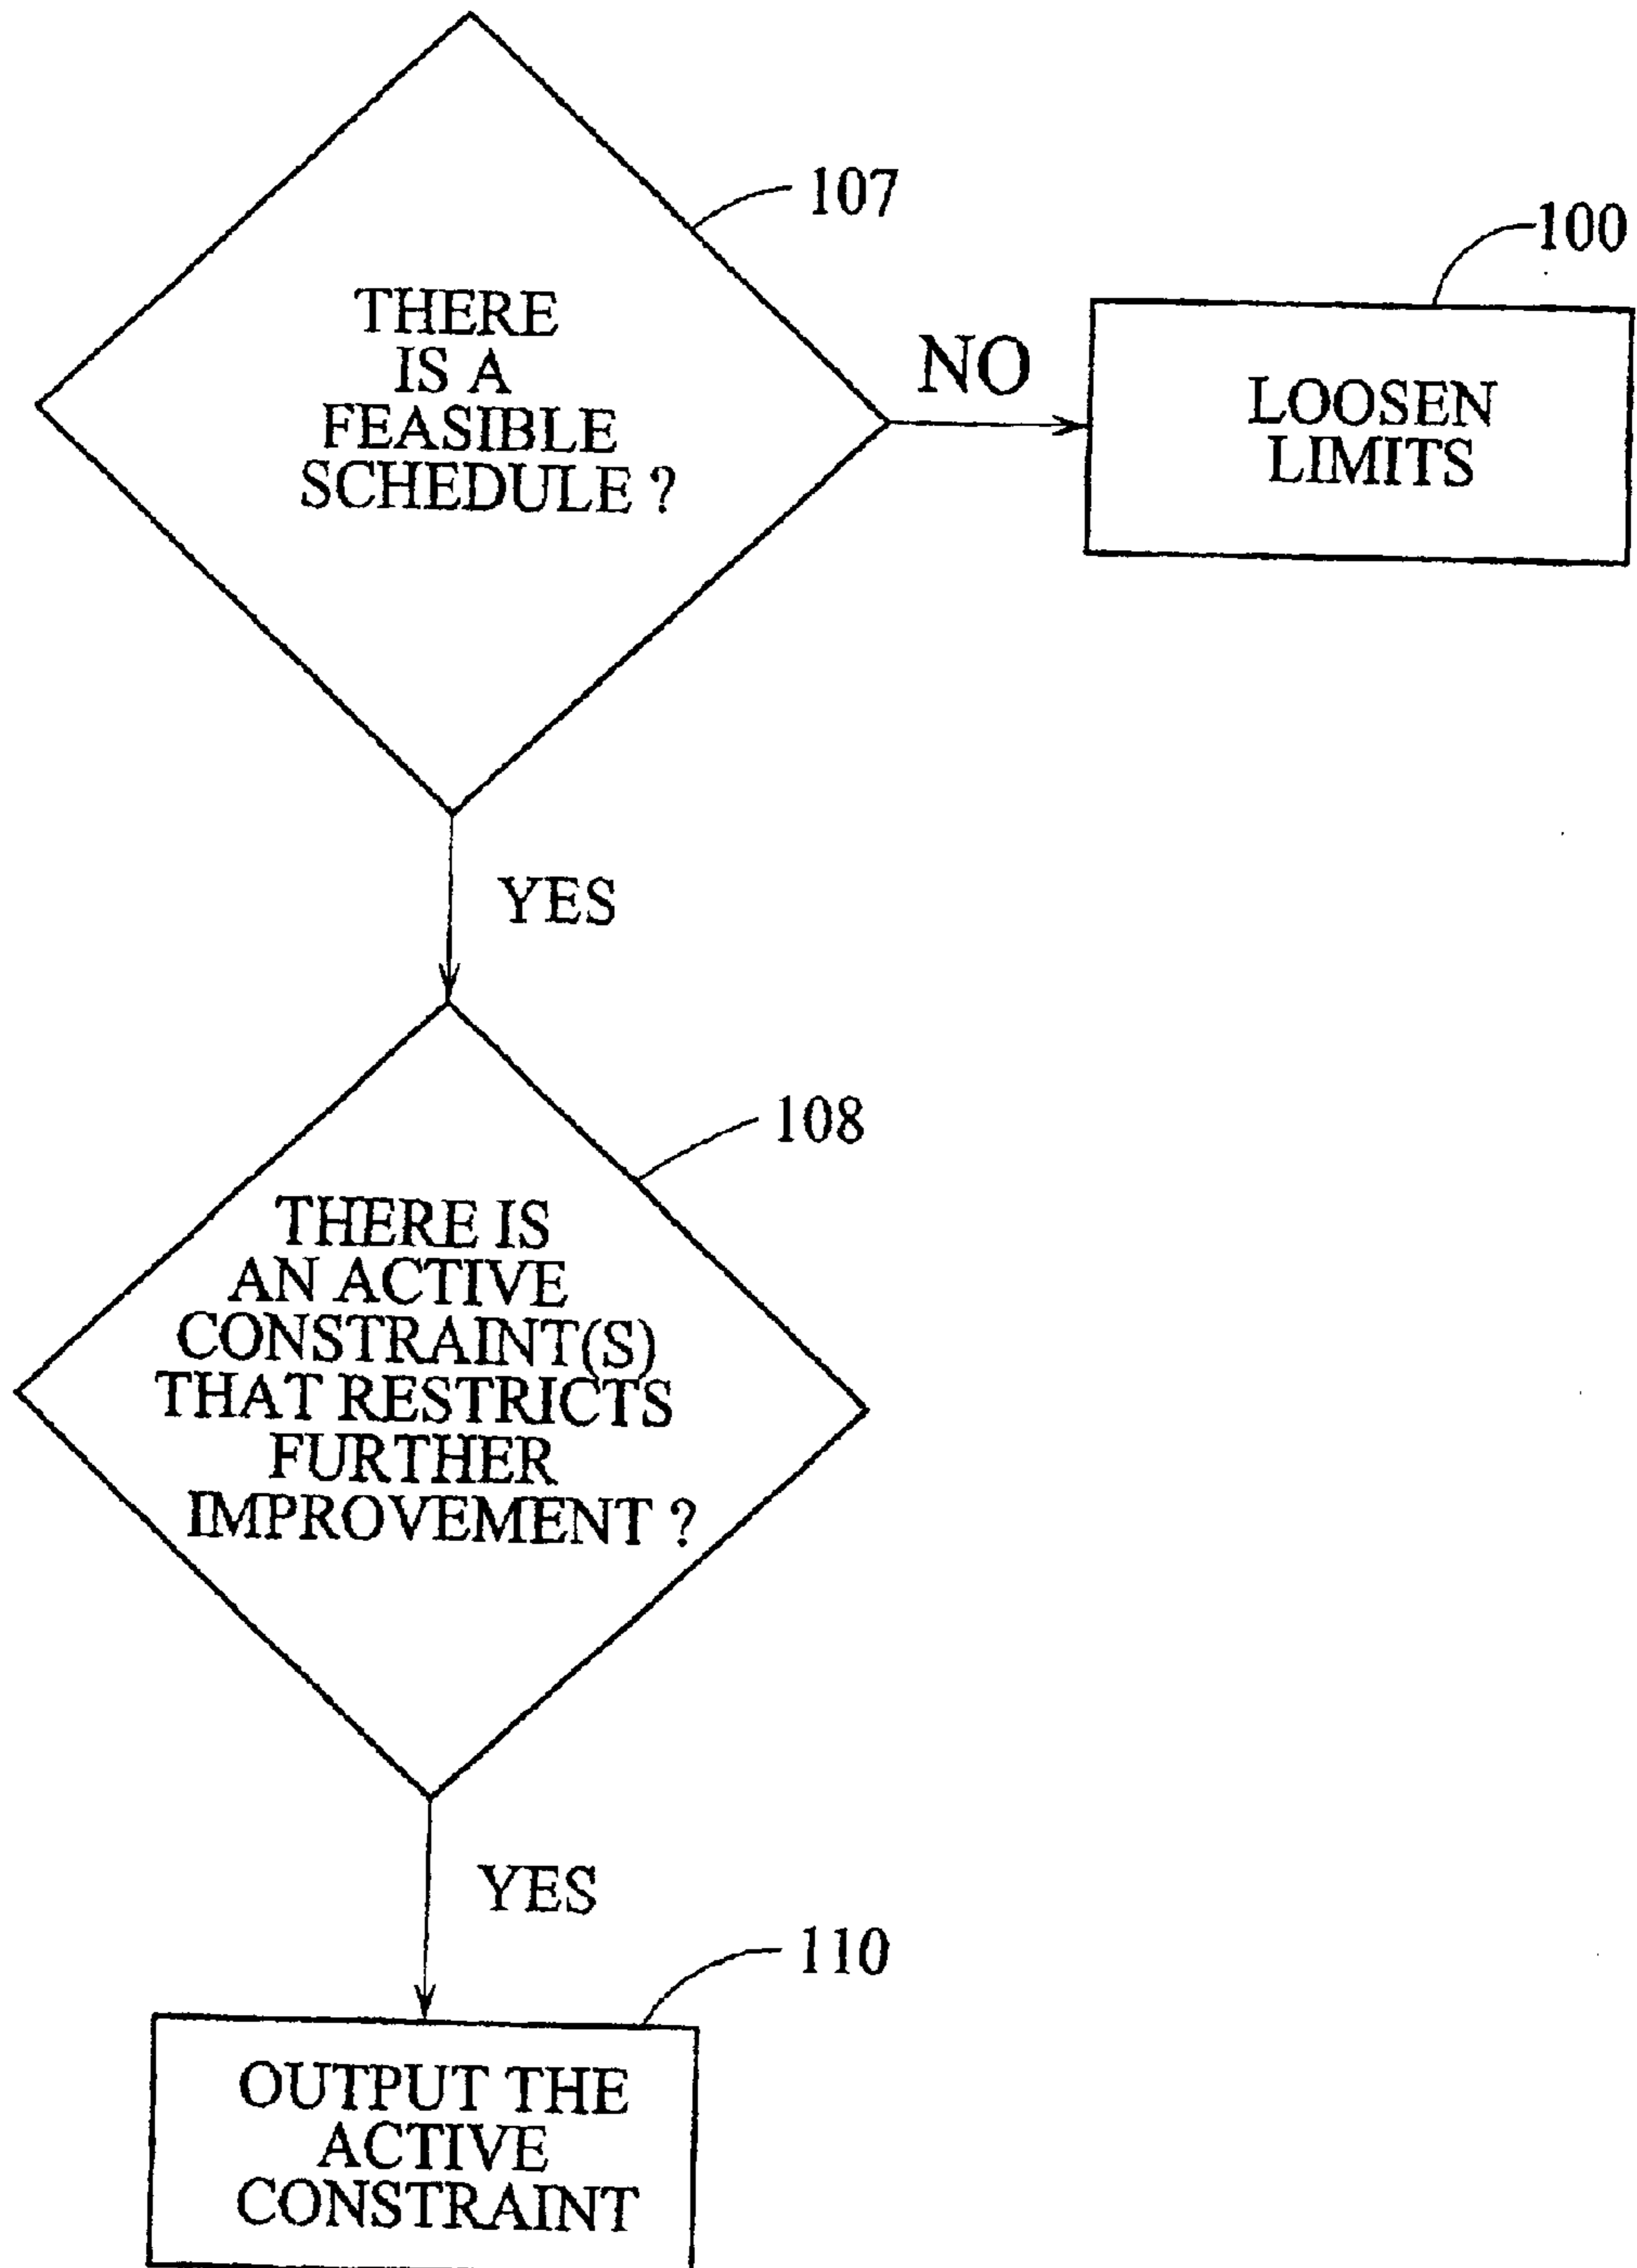 107
THERE
IS A
FEASIBLE
SCHEDULE ?
NO
100
LOOSEN
LIMITS
YES
108
THERE IS
AN ACTIVE
CONSTRAINT(S)
THAT RESTRICTS
FURTHER
IMPROVEMENT ?
YES
110
OUTPUT THE
ACTIVE
CONSTRAINT